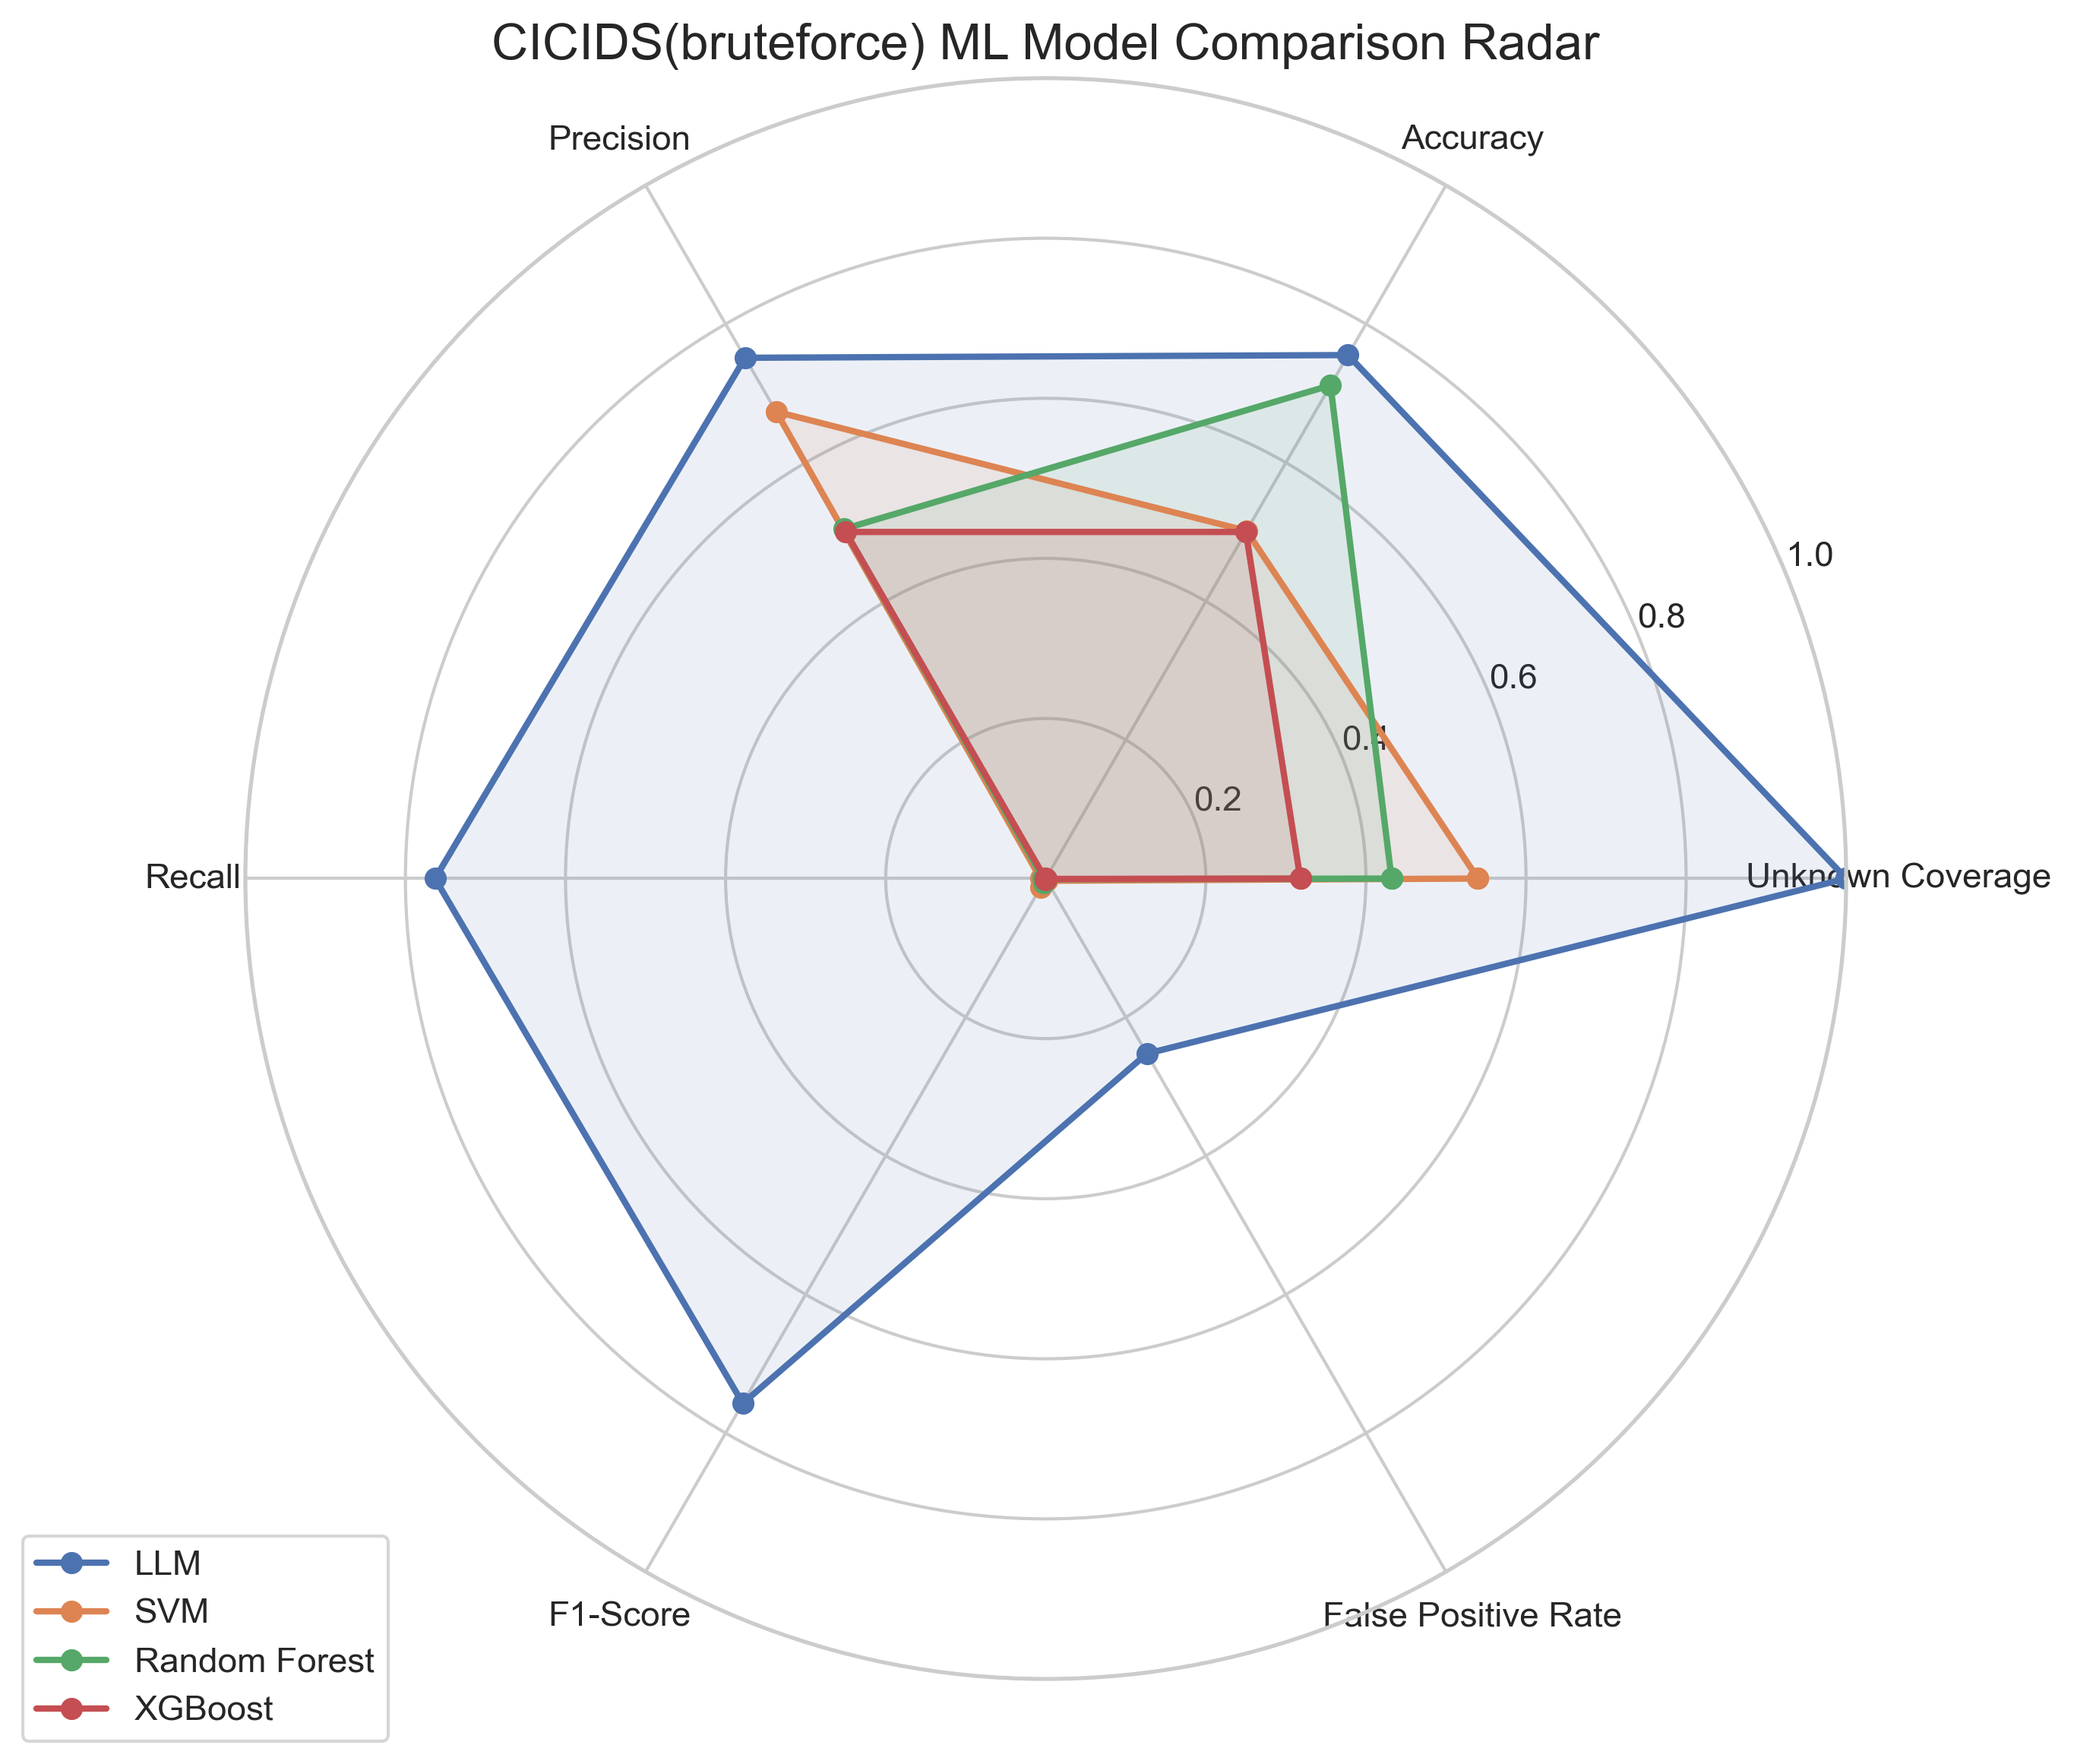 CICIDS(bruteforce) ML Model Comparison Radar
Precision
Accuracy
1.0
0.8
0.6
0.4
0.2
Recall
Unknown Coverage
F1-Score
False Positive Rate
LLM
SVM
Random Forest
XGBoost